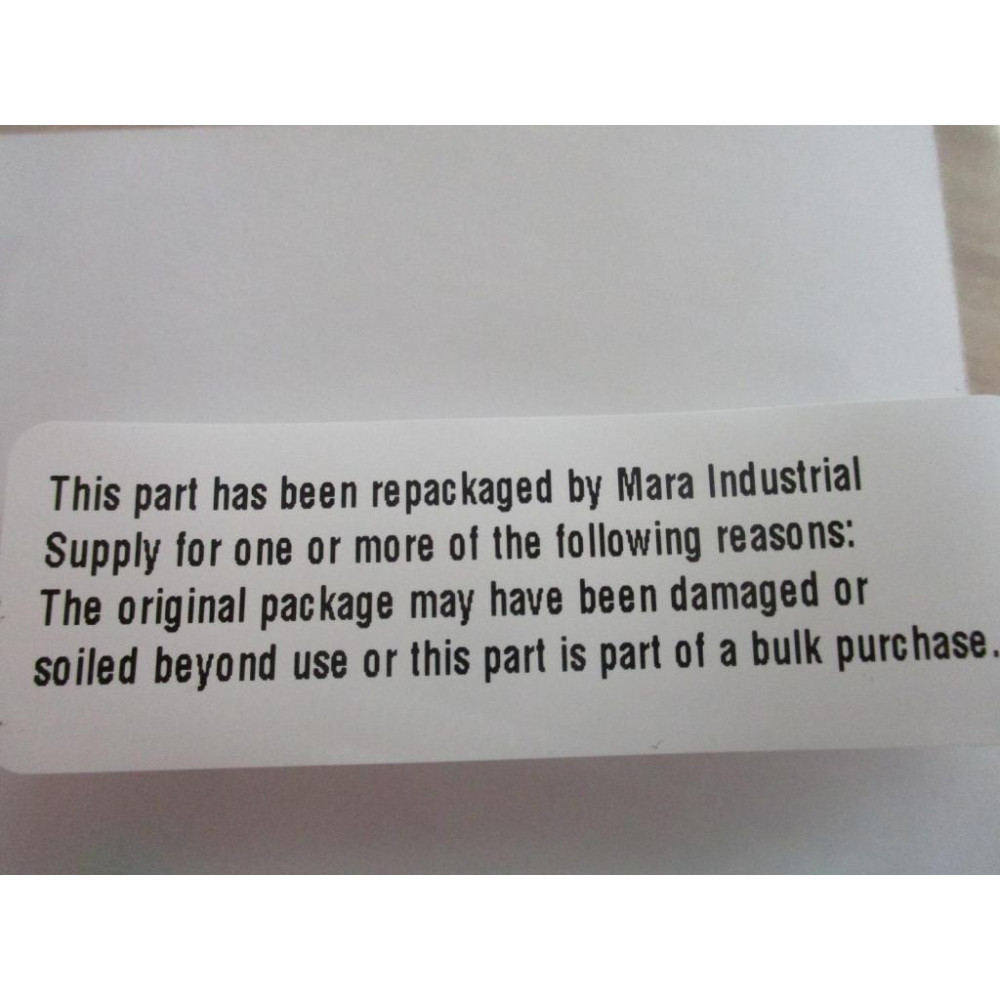 This part has been repackaged by Mara Industrial
Supply for one or more of the following reasons:
The original package may have been damaged or
soiled beyond use or this part is part of a bulk purchase.